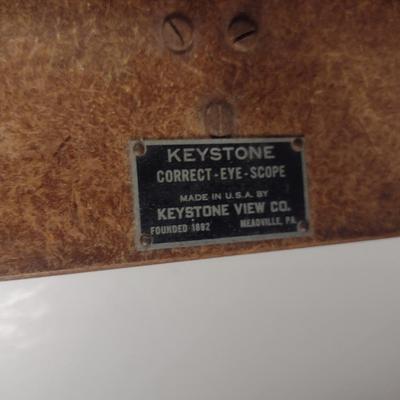 KEYSTONE
CORRECT-EYE-SCOPE
MADE IN U.S.A. BY
KEYSTONE VIEW CO.
FOUNDED 1892 MEADVILLE, PA.